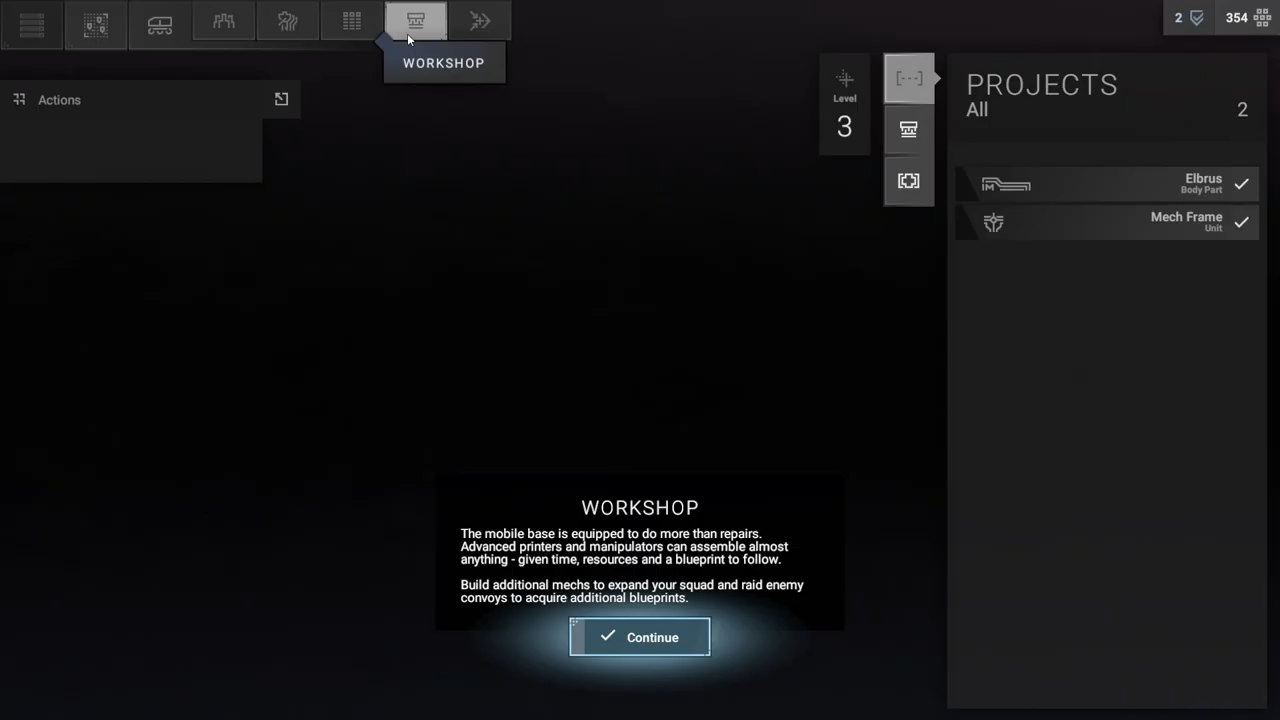 2
354
WORKSHOP
Actions
Level
3
PROJECTS
All
2
Elbrus
Body Part
Mech Frame
Unit
WORKSHOP
The mobile base is equipped to do more than repairs.
Advanced printers and manipulators can assemble almost
anything - given time, resources and a blueprint to follow.
Build additional mechs to expand your squad and raid enemy
convoys to acquire additional blueprints.
Continue